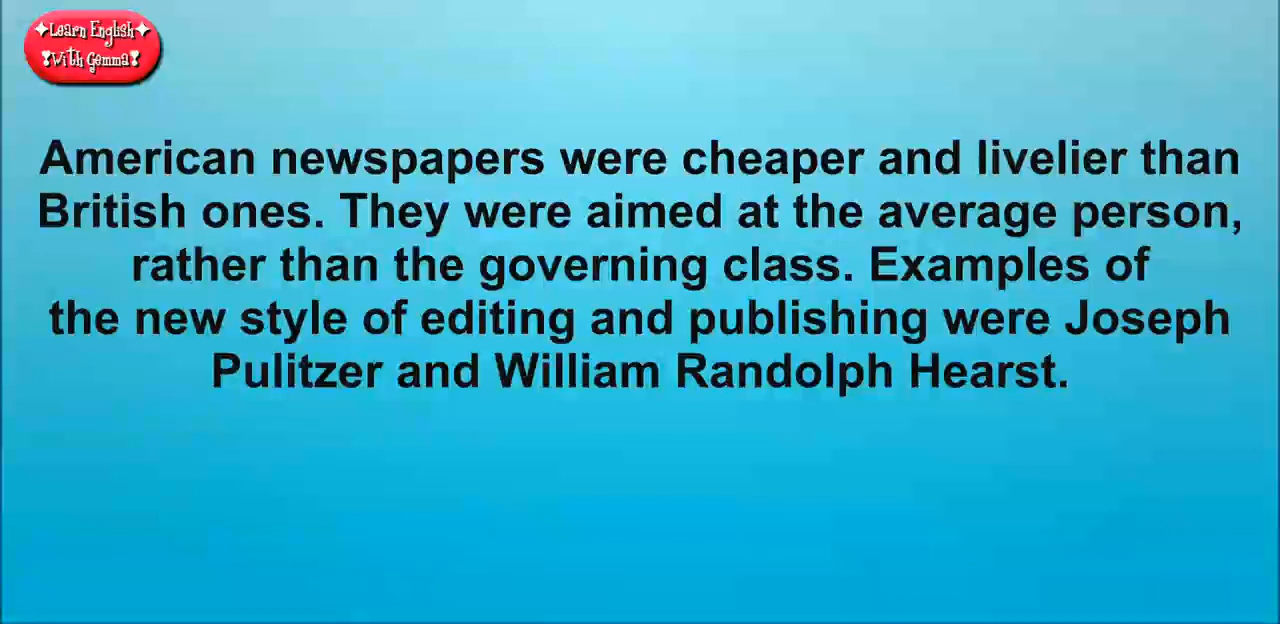 Learn English
With Gemma
American newspapers were cheaper and livelier than
British ones. They were aimed at the average person,
rather than the governing class. Examples of
the new style of editing and publishing were Joseph
Pulitzer and William Randolph Hearst.